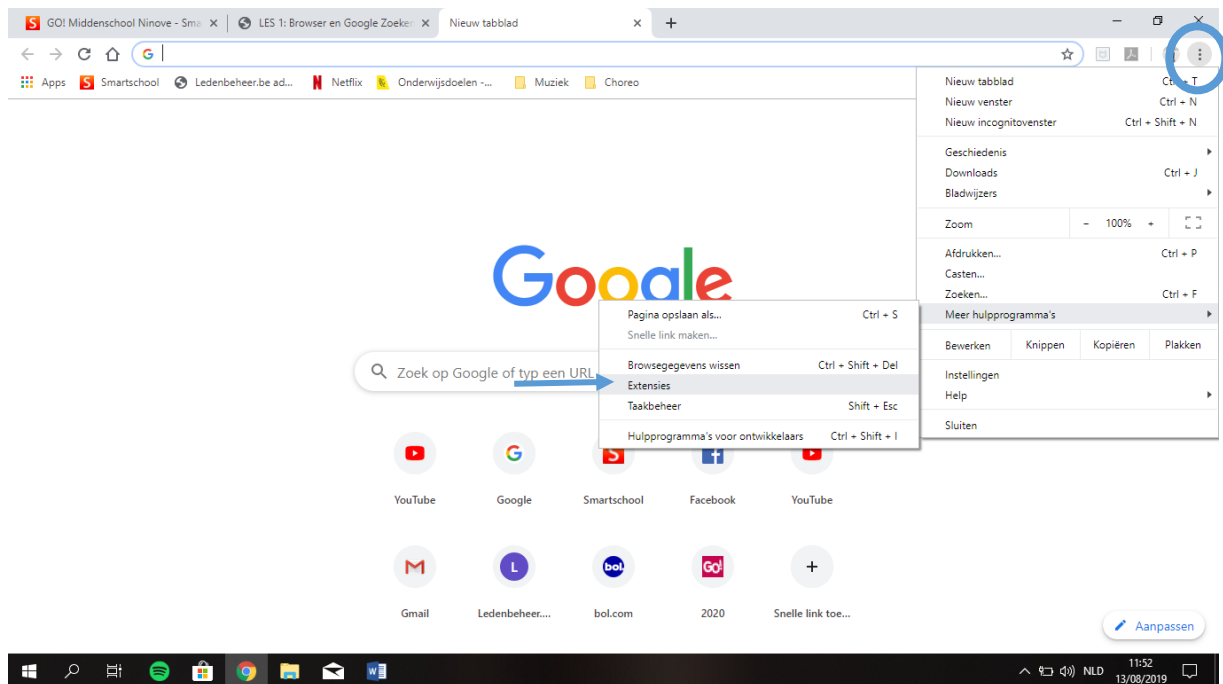 GO! Middenschool Ninove - Sma
LES 1: Browser en Google Zoeken
Nieuw tabblad
Apps
Smartschool
Ledenbeheer.be ad...
Netflix
Onderwijsdoelen -...
Muziek
Choreo
Nieuw tabblad Ctrl + T
Nieuw venster Ctrl + N
Nieuw incognitovenster Ctrl + Shift + N
Geschiedenis
Downloads Ctrl + J
Bladwijzers
Zoom - 100% +
Afdrukken... Ctrl + P
Casten...
Zoeken... Ctrl + F
Meer hulpprogramma's
Bewerken Knippen Kopiëren Plakken
Instellingen
Help
Sluiten
Google
Pagina opslaan als... Ctrl + S
Snelle link maken...
Browsegegevens wissen Ctrl + Shift + Del
Extensies
Taakbeheer Shift + Esc
Hulpprogramma's voor ontwikkelaars Ctrl + Shift + I
Zoek op Google of typ een URL
YouTube
Google
Smartschool
Facebook
YouTube
Gmail
L
Ledenbeheer....
bol.
bol.com
GO!
2020
Snelle link toe...
Aanpassen
NLD
11:52
13/08/2019